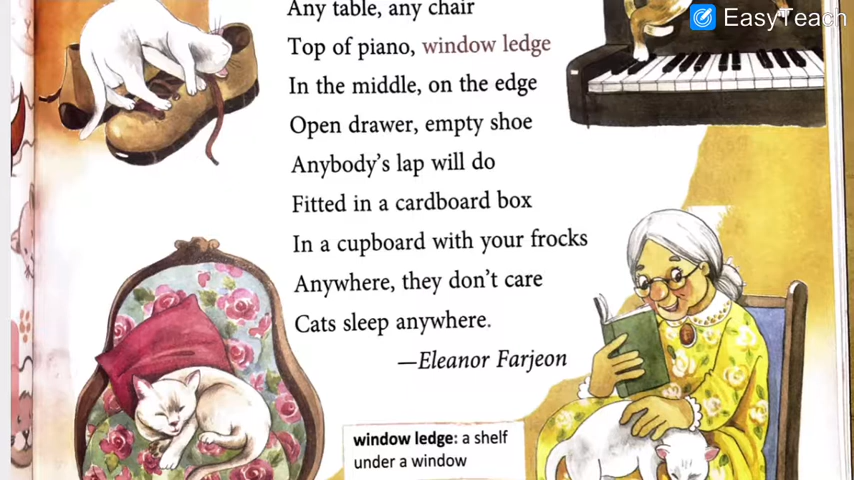 EasyTeach
Any table, any chair
Top of piano, window ledge
In the middle, on the edge
Open drawer, empty shoe
Anybody's lap will do
Fitted in a cardboard box
In a cupboard with your frocks
Anywhere, they don't care
Cats sleep anywhere.
—Eleanor Farjeon
window ledge: a shelf
under a window